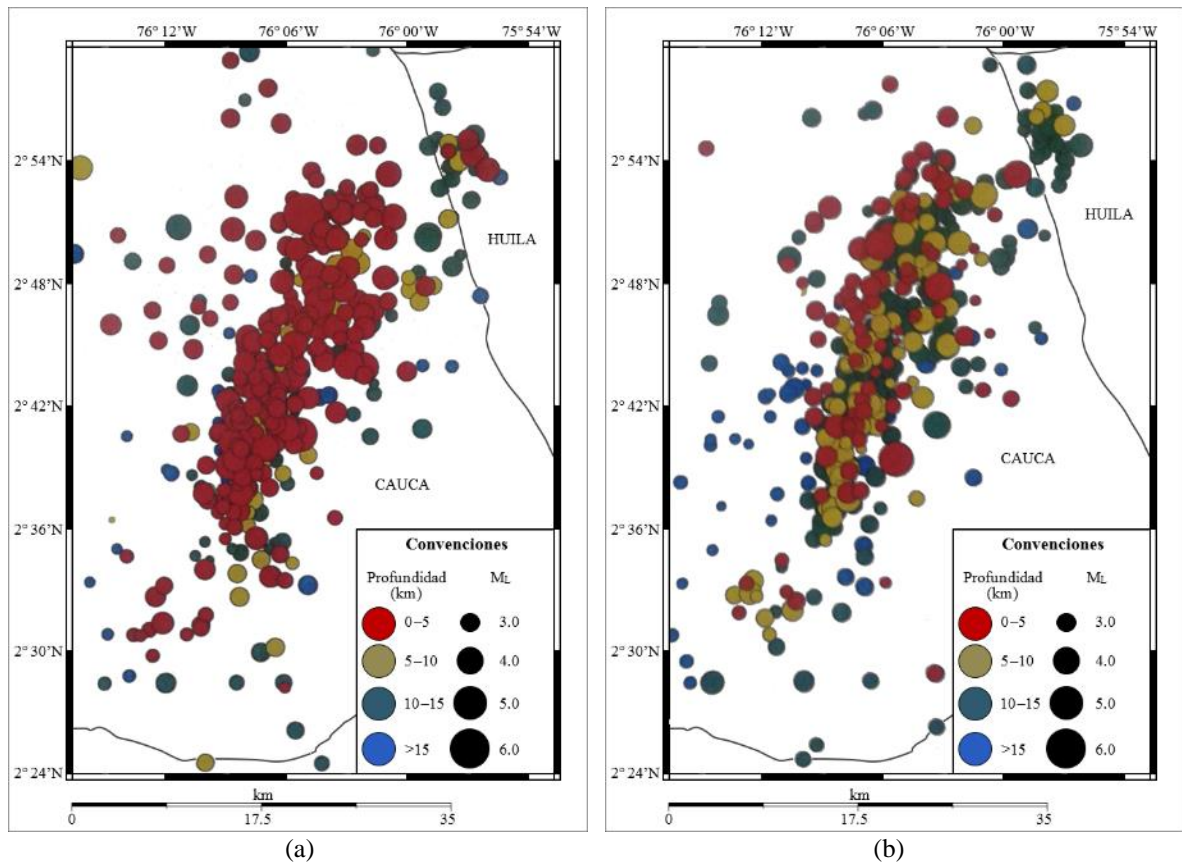 76° 12’W 76° 06’W 76° 00’W 75° 54’W
2° 54’N
2° 48’N
2° 42’N
2° 36’N
2° 30’N
2° 24’N
HUILA
CAUCA
Convenciones
Profundidad
(km)
M_L
0–5 3.0
5–10 4.0
10–15 5.0
>15 6.0
km
0 17.5 35
(a)
76° 12’W 76° 06’W 76° 00’W 75° 54’W
2° 54’N
2° 48’N
2° 42’N
2° 36’N
2° 30’N
2° 24’N
HUILA
CAUCA
Convenciones
Profundidad
(km)
M_L
0–5 3.0
5–10 4.0
10–15 5.0
>15 6.0
km
0 17.5 35
(b)